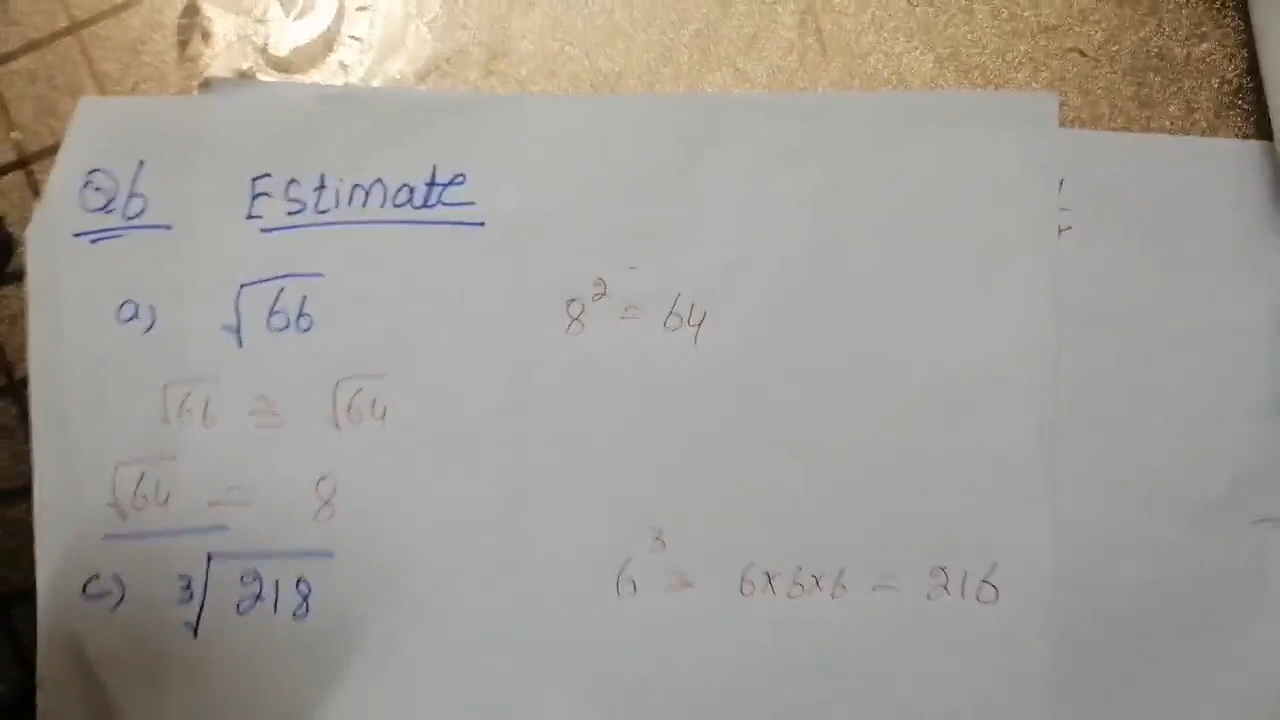 Q6 Estimate
a) √66 8² = 64
√66 ≅ √64
√64 = 8
c) ³√218 6³ = 6x6x6 = 216